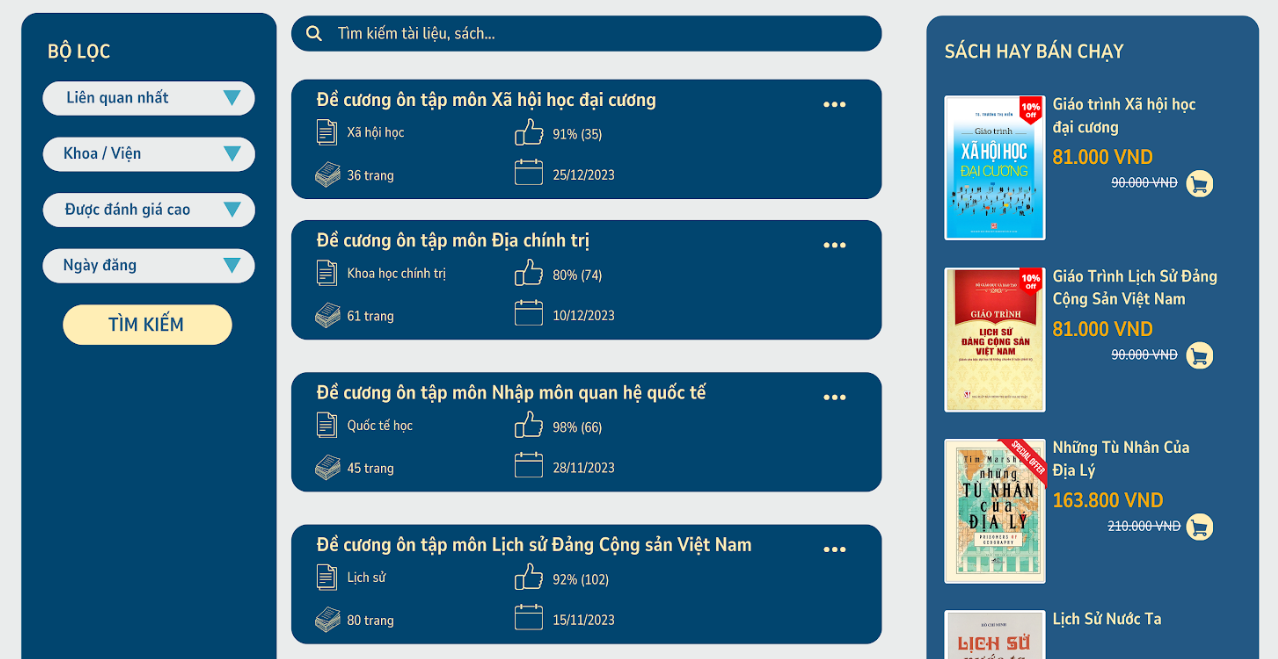 BỘ LỌC
Liên quan nhất
Khoa / Viện
Được đánh giá cao
Ngày đăng
TÌM KIẾM
Tìm kiếm tài liệu, sách...
Đề cương ôn tập môn Xã hội học đại cương
Xã hội học
91% (35)
36 trang
25/12/2023
Đề cương ôn tập môn Địa chính trị
Khoa học chính trị
80% (74)
61 trang
10/12/2023
Đề cương ôn tập môn Nhập môn quan hệ quốc tế
Quốc tế học
98% (66)
45 trang
28/11/2023
Đề cương ôn tập môn Lịch sử Đảng Cộng sản Việt Nam
Lịch sử
92% (102)
80 trang
15/11/2023
SÁCH HAY BÁN CHẠY
10%
Off
Giáo trình
XÃ HỘI HỌC
ĐẠI CƯƠNG
Giáo trình Xã hội học
đại cương
81.000 VND
90.000 VND
10%
Off
GIÁO TRÌNH
LỊCH SỬ
ĐẢNG CỘNG SẢN
VIỆT NAM
Giáo Trình Lịch Sử Đảng
Cộng Sản Việt Nam
81.000 VND
90.000 VND
SPECIAL OFFER
Tim Marsh
những
TÙ NHÂN
của
ĐỊA LÝ
PRISONERS OF
GEOGRAPHY
Những Tù Nhân Của
Địa Lý
163.800 VND
210.000 VND
HỒ CHÍ MINH
LỊCH SỬ
nước ta
Lịch Sử Nước Ta